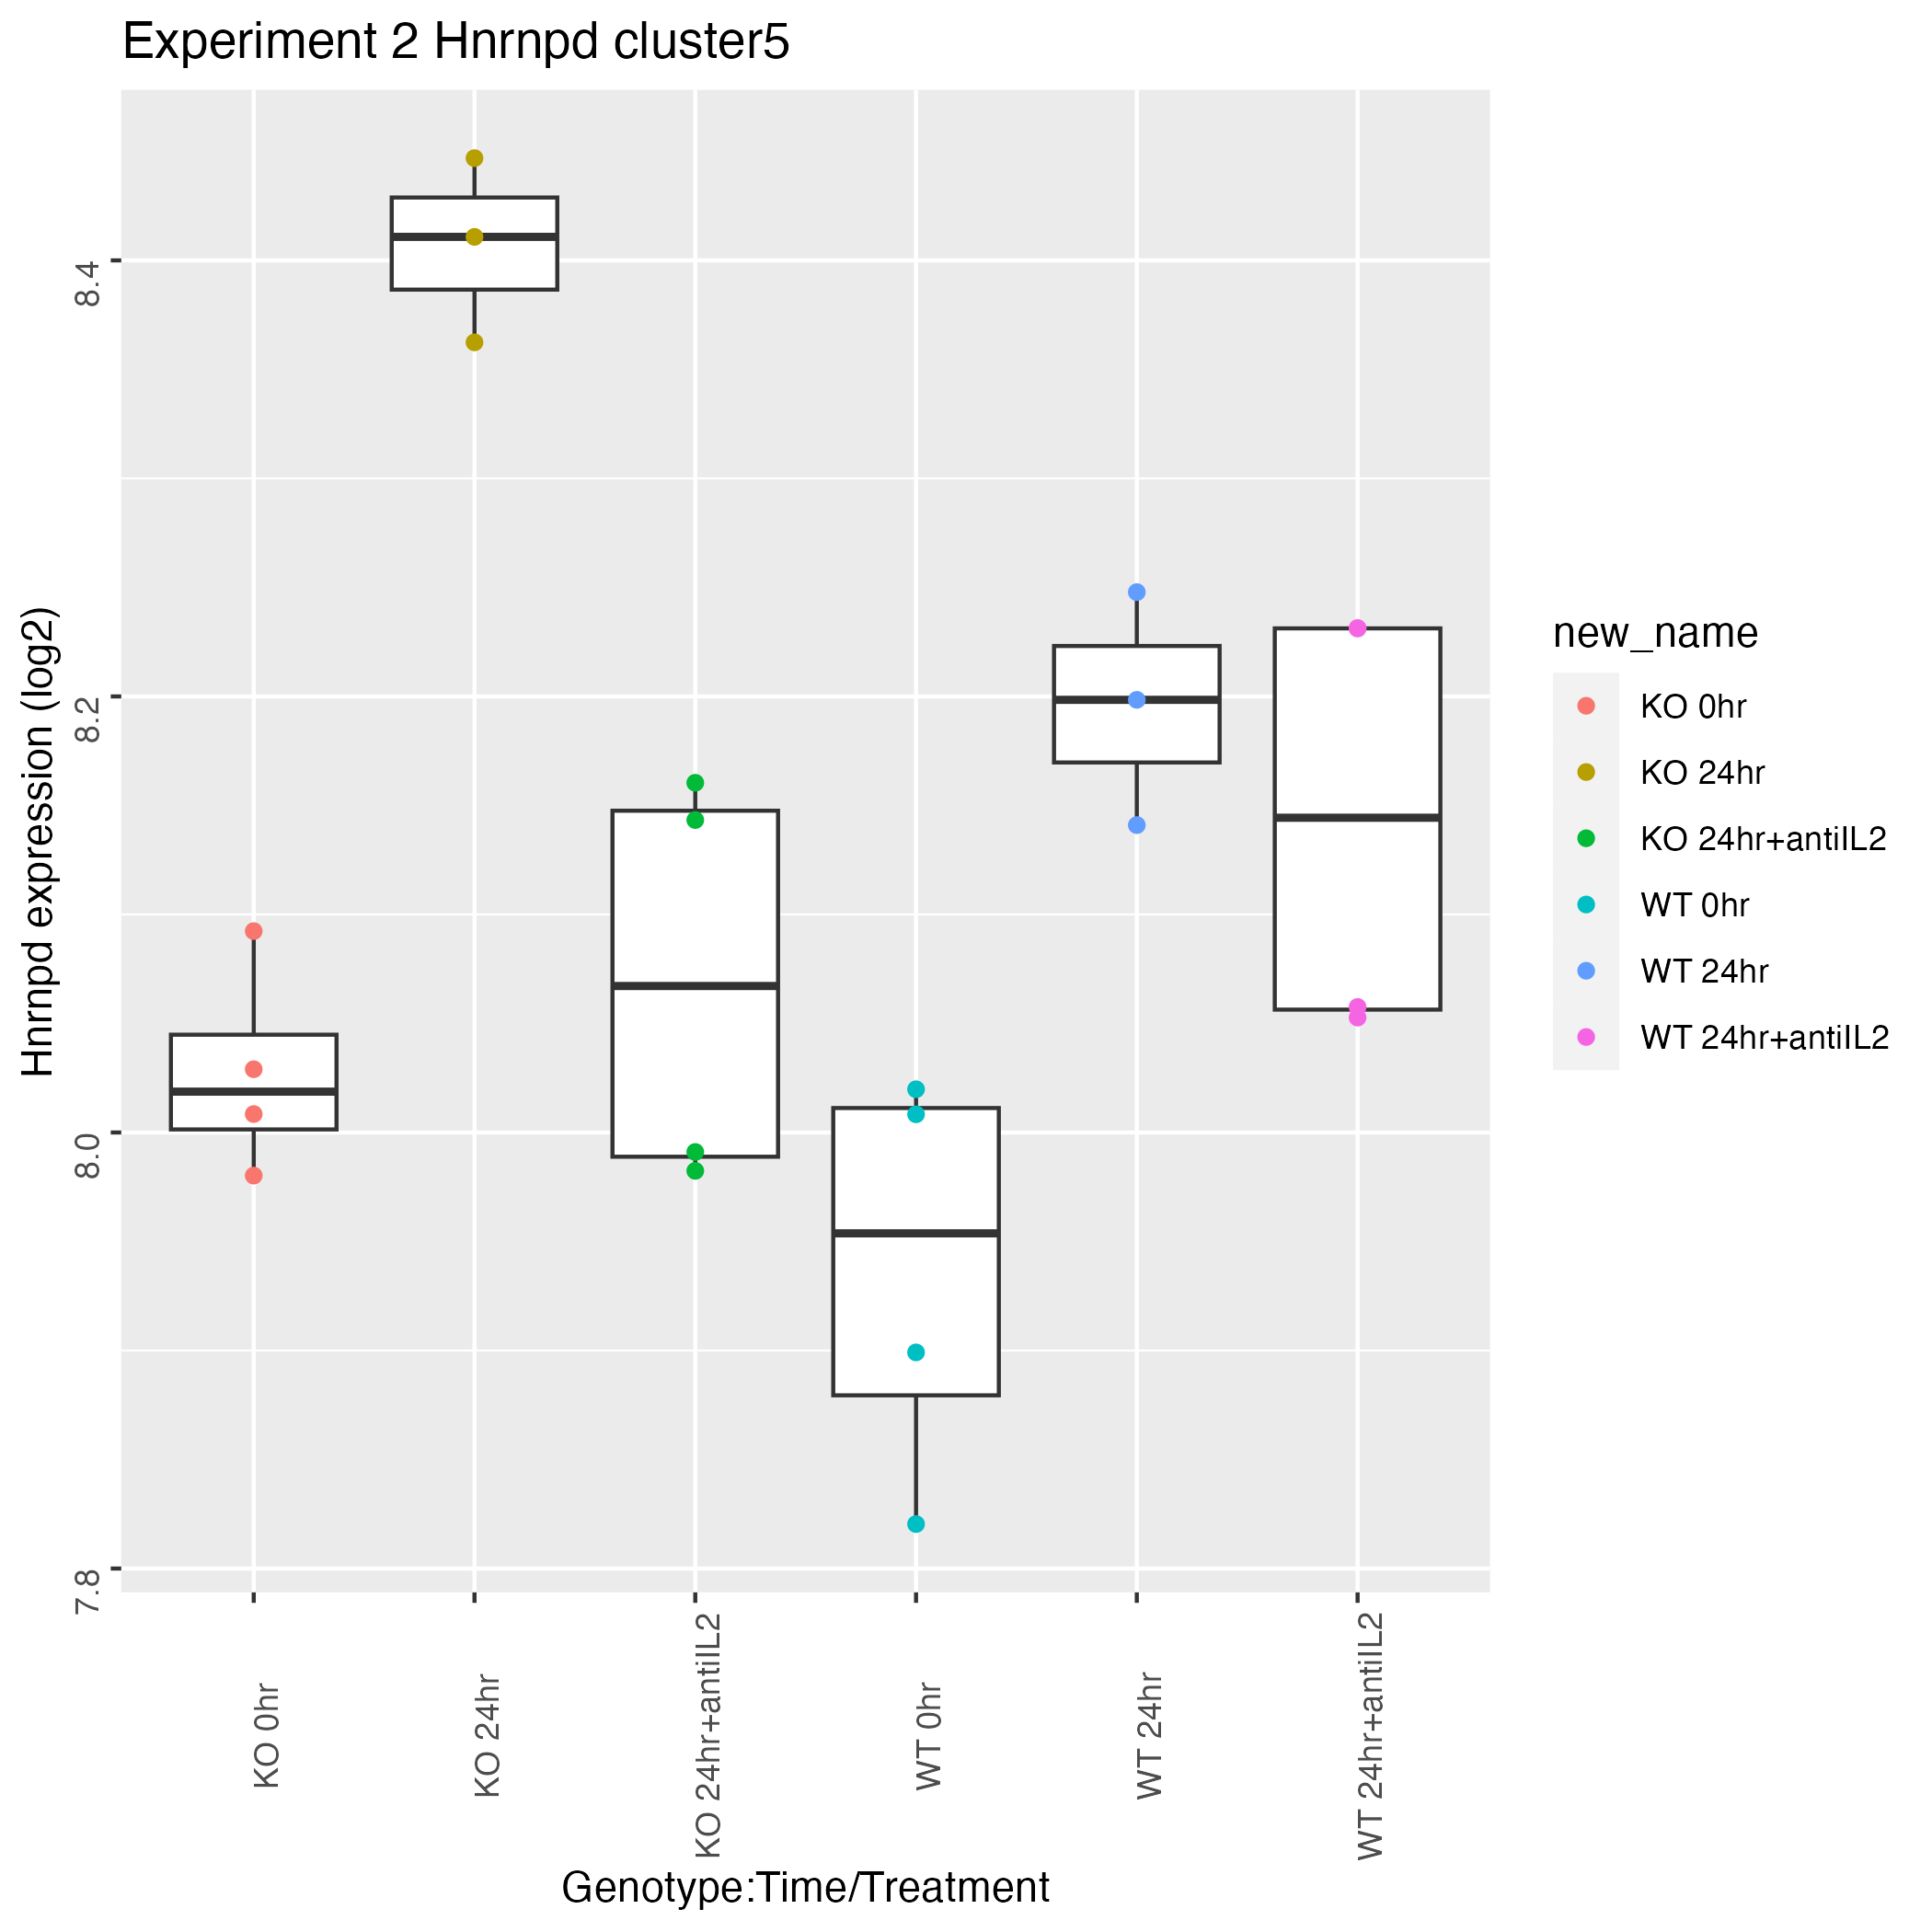 Experiment 2 Hnrnpd cluster5
Hnrnpd expression (log2)
8.4
8.2
8.0
7.8
KO 0hr
KO 24hr
KO 24hr+antiIL2
WT 0hr
WT 24hr
WT 24hr+antiIL2
Genotype:Time/Treatment
new_name
KO 0hr
KO 24hr
KO 24hr+antiIL2
WT 0hr
WT 24hr
WT 24hr+antiIL2